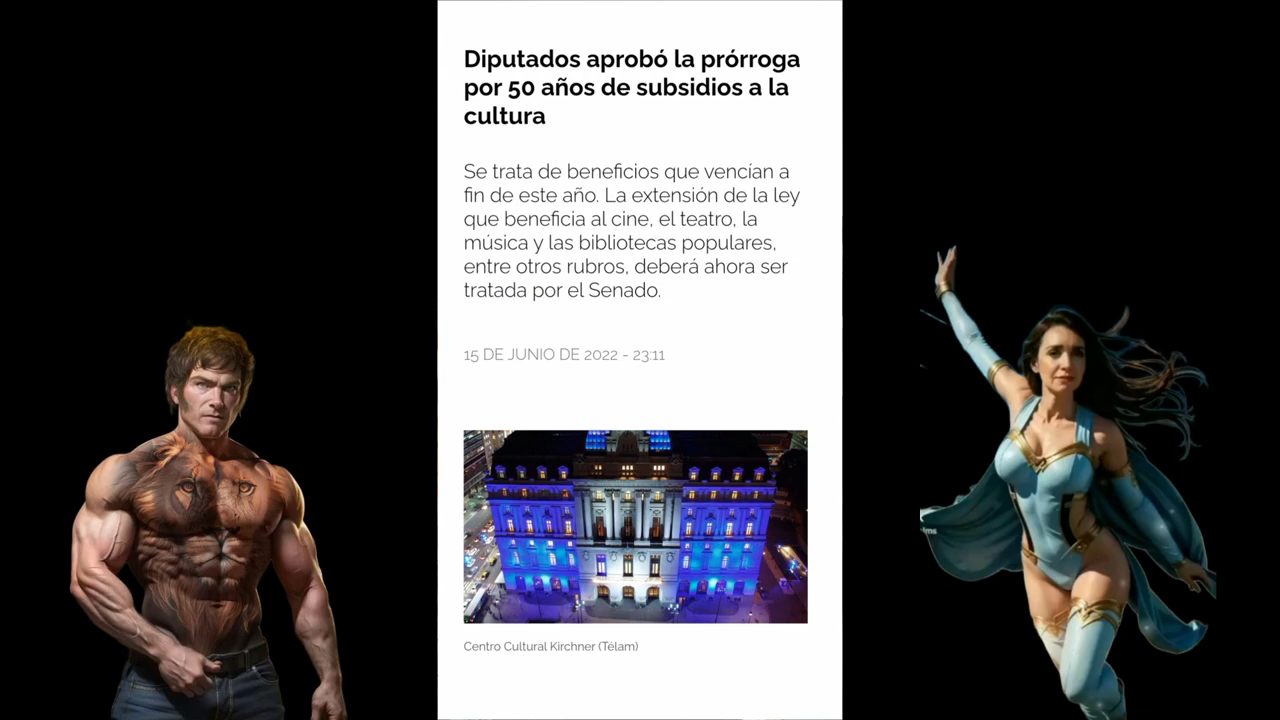 Diputados aprobó la prórroga
por 50 años de subsidios a la
cultura
Se trata de beneficios que vencían a
fin de este año. La extensión de la ley
que beneficia al cine, el teatro, la
música y las bibliotecas populares,
entre otros rubros, deberá ahora ser
tratada por el Senado.
15 DE JUNIO DE 2022 - 23:11
Centro Cultural Kirchner (Télam)